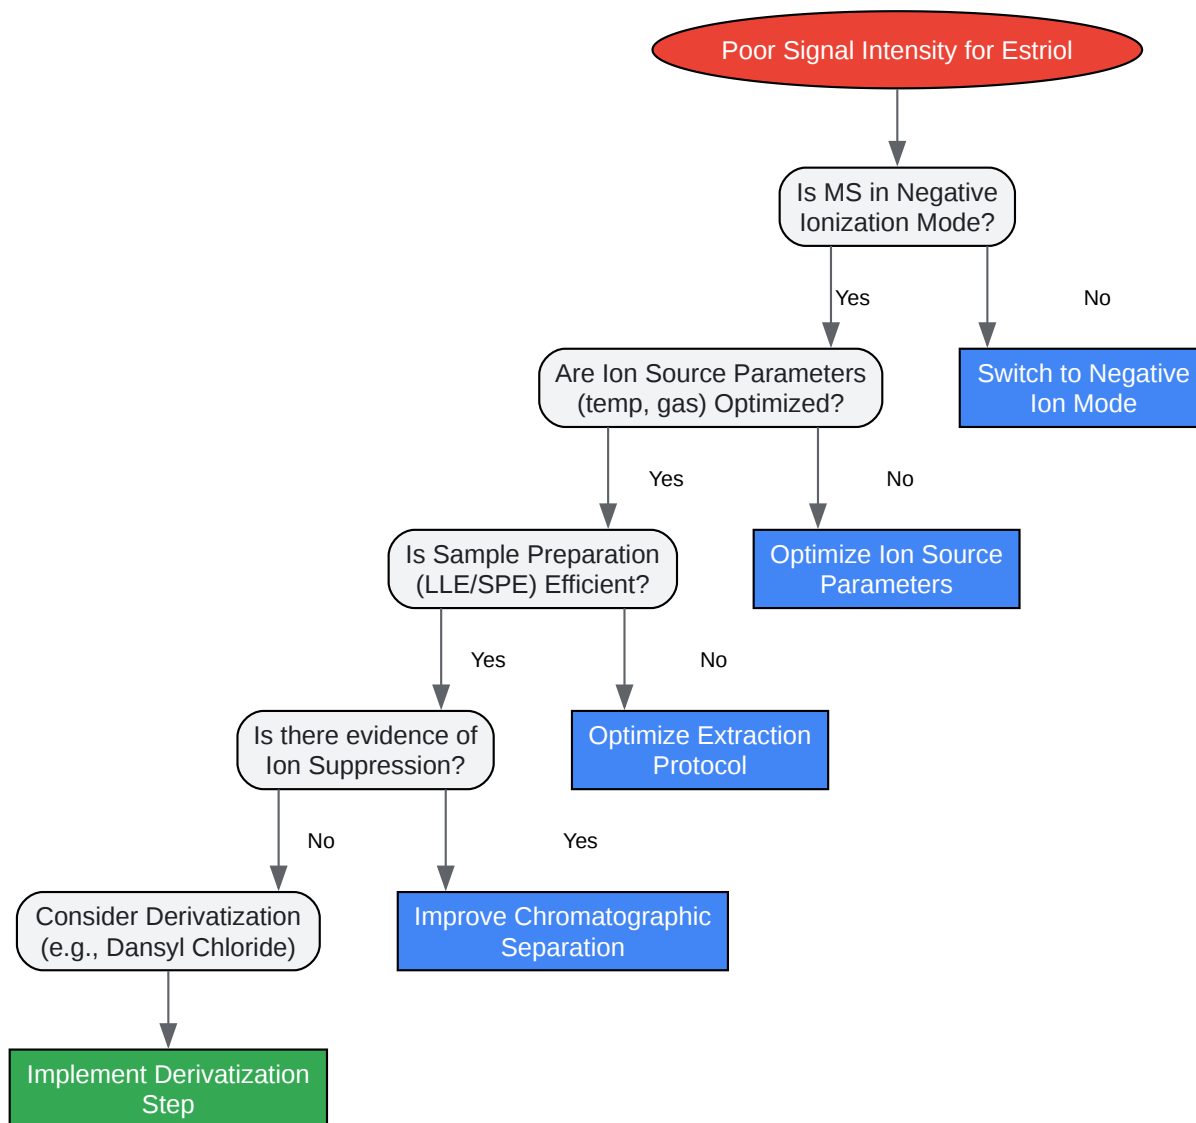 Poor Signal Intensity for Estriol
Is MS in Negative
Ionization Mode?
Yes
No
Are Ion Source Parameters
(temp, gas) Optimized?
Switch to Negative
Ion Mode
Yes
No
Is Sample Preparation
(LLE/SPE) Efficient?
Optimize Ion Source
Parameters
Yes
No
Is there evidence of
Ion Suppression?
Optimize Extraction
Protocol
No
Yes
Consider Derivatization
(e.g., Dansyl Chloride)
Improve Chromatographic
Separation
Implement Derivatization
Step